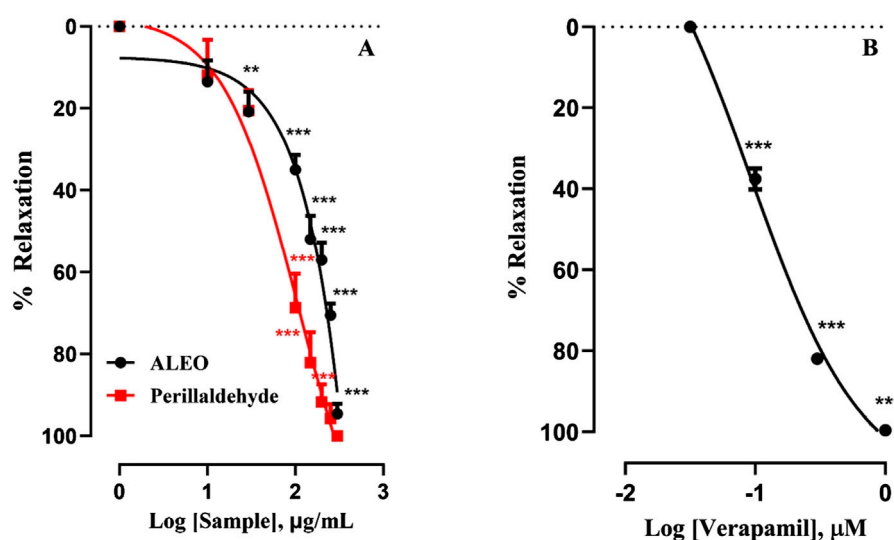 A
0
20
40
60
80
100
% Relaxation
**
***
***
***
***
***
***
***
***
ALEO
Perillaldehyde
0 1 2 3
Log [Sample], µg/mL
B
0
20
40
60
80
100
% Relaxation
***
***
**
-2 -1 0
Log [Verapamil], µM